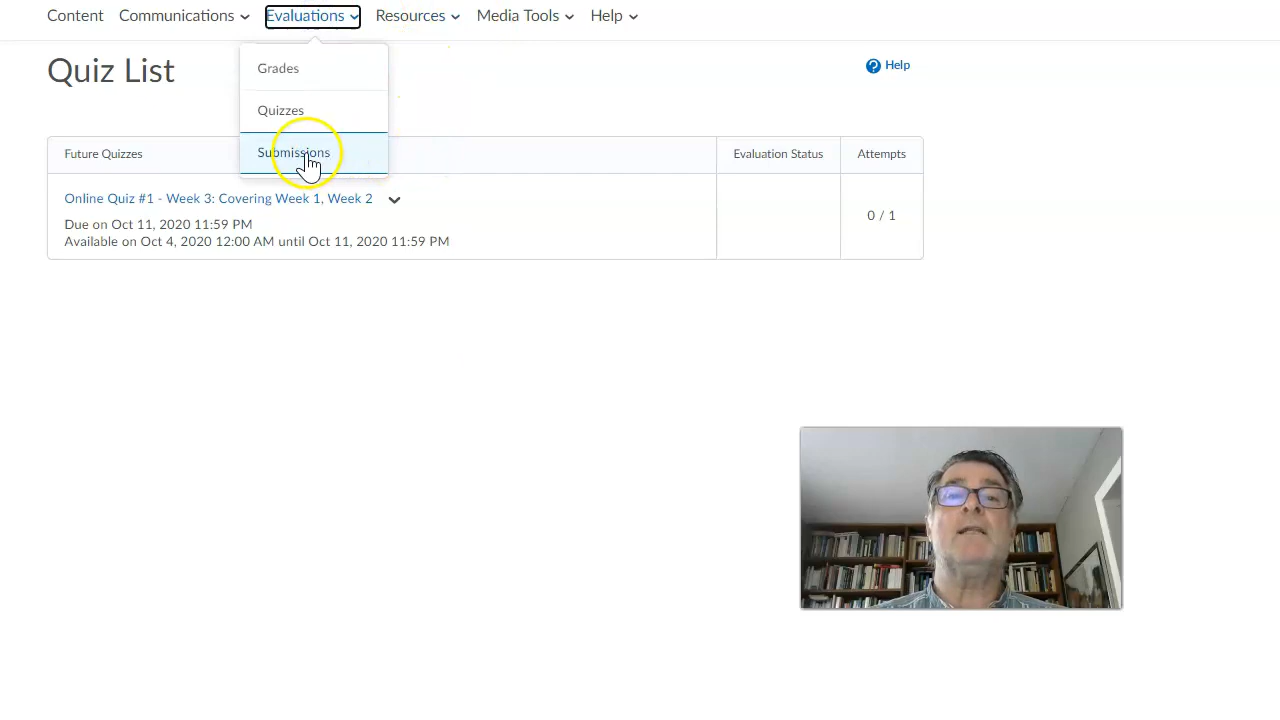 Content Communications Evaluations Resources Media Tools Help
Quiz List
Help
Grades
Quizzes
Submissions
Future Quizzes Evaluation Status Attempts
Online Quiz #1 - Week 3: Covering Week 1, Week 2
Due on Oct 11, 2020 11:59 PM
Available on Oct 4, 2020 12:00 AM until Oct 11, 2020 11:59 PM
0 / 1